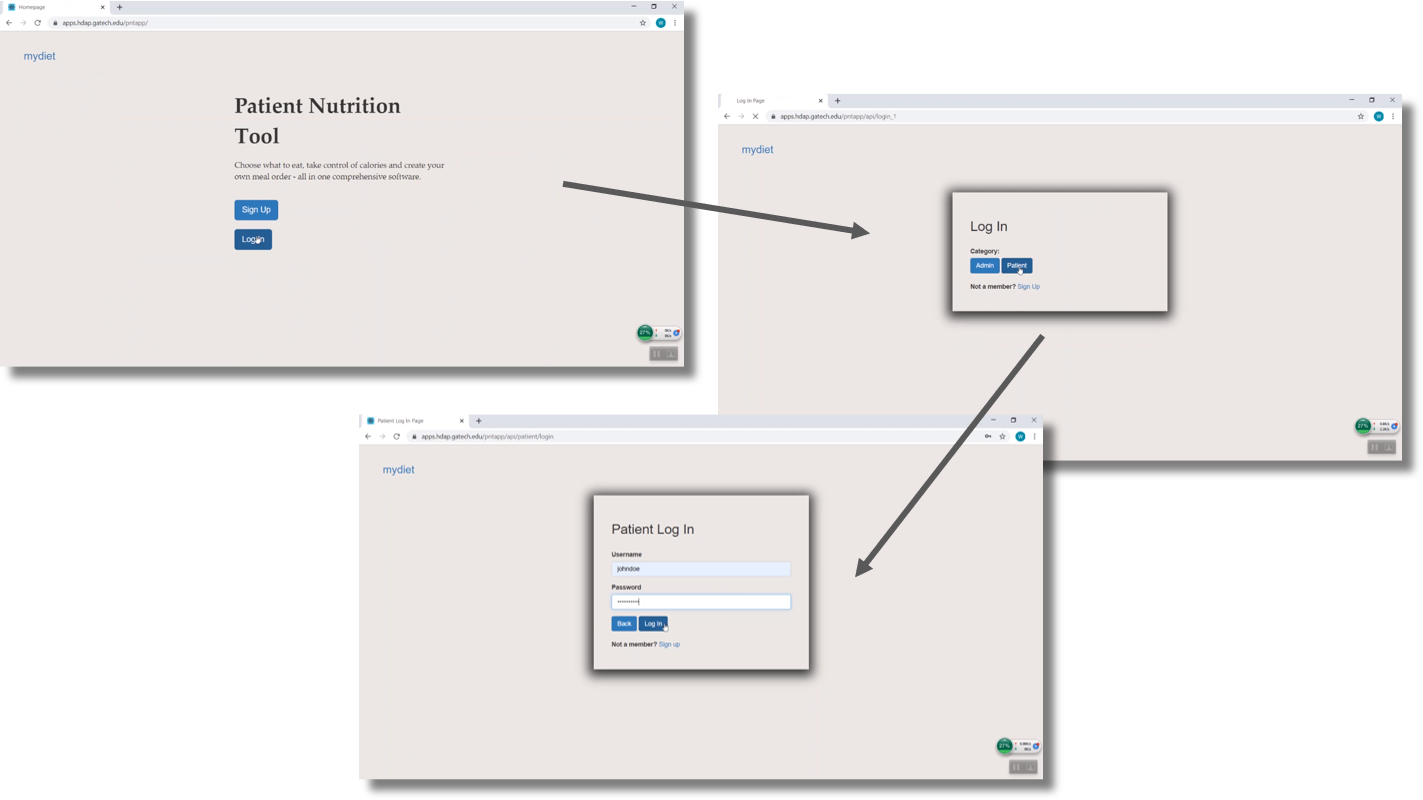 Homepage
apps.hdap.gatech.edu/pntapp/
mydiet
Patient Nutrition
Tool
Choose what to eat, take control of calories and create your
own meal order - all in one comprehensive software.
Sign Up
Log In
27%
Log In Page
apps.hdap.gatech.edu/pntapp/api/login_1
mydiet
Log In
Category:
Admin Patient
Not a member? Sign Up
27%
Patient Log In Page
apps.hdap.gatech.edu/pntapp/api/patient/login
mydiet
Patient Log In
Username
johndoe
Password
Back Log In
Not a member? Sign up
27%